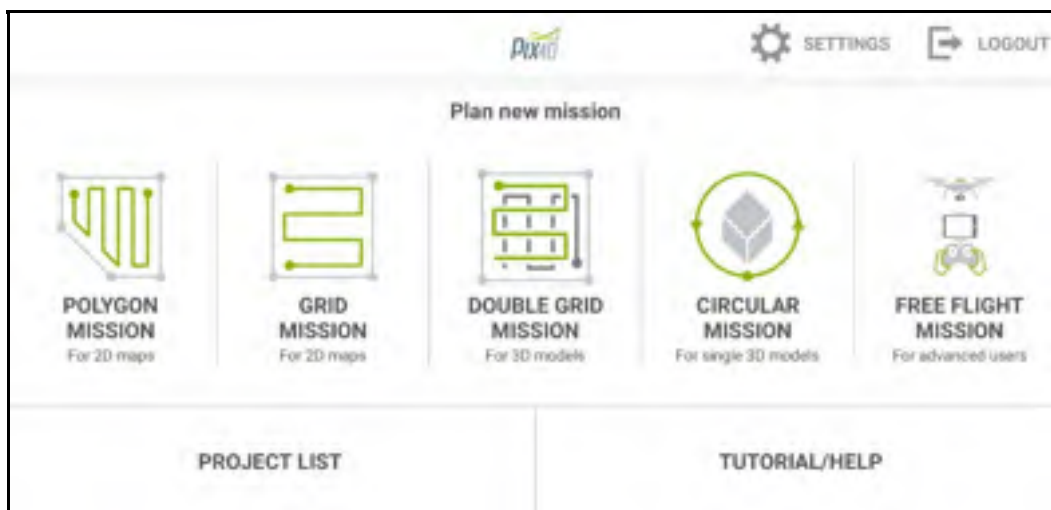 Pix4D
SETTINGS
LOGOUT
Plan new mission
POLYGON
MISSION
For 2D maps
GRID
MISSION
For 2D maps
DOUBLE GRID
MISSION
For 3D models
CIRCULAR
MISSION
For single 3D models
FREE FLIGHT
MISSION
For advanced users
PROJECT LIST
TUTORIAL/HELP